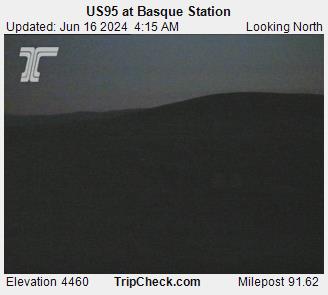 US95 at Basque Station
Updated: Jun 16 2024 4:15 AM Looking North
Elevation 4460 TripCheck.com Milepost 91.62